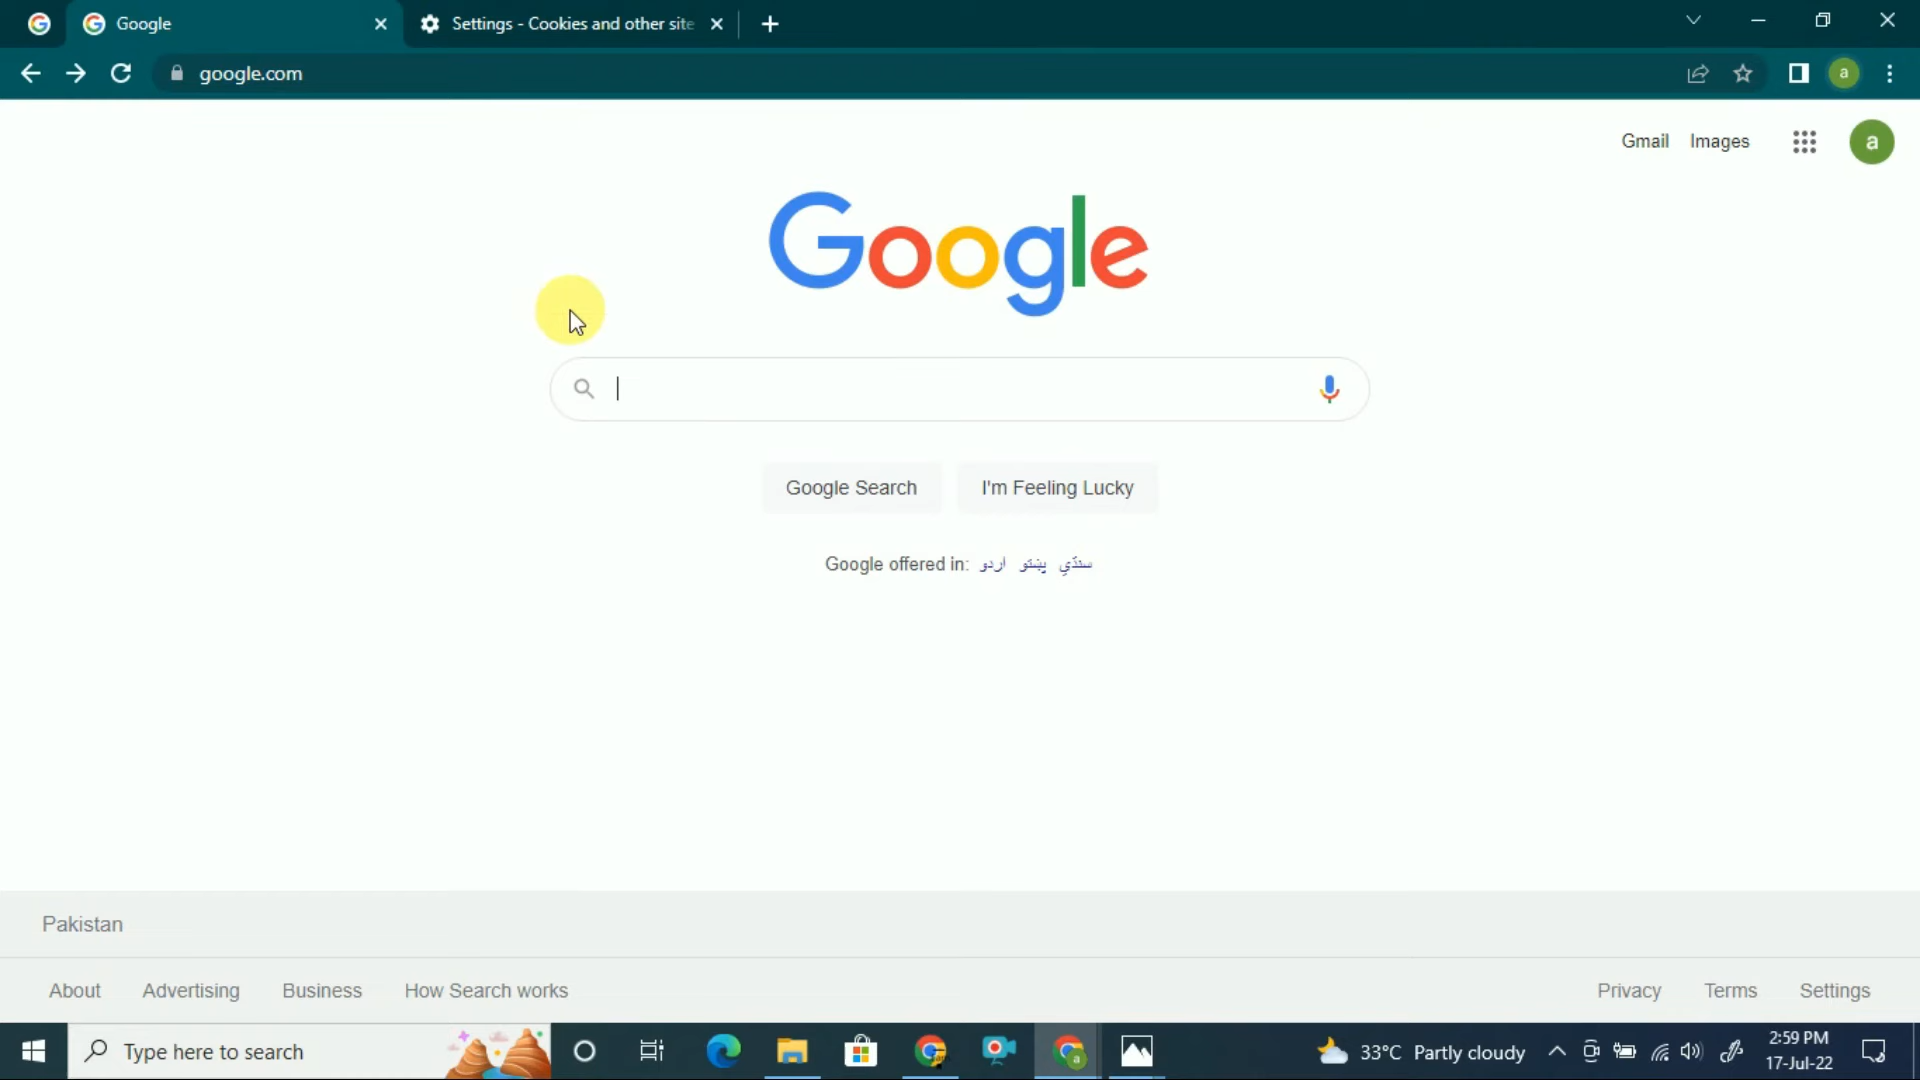 Google
Settings - Cookies and other site
google.com
a
Gmail Images
a
Google
Google Search
I'm Feeling Lucky
Google offered in: اردو پښتو سنڌي
Pakistan
About Advertising Business How Search works
Privacy Terms Settings
Type here to search
a
33°C Partly cloudy
2:59 PM
17-Jul-22